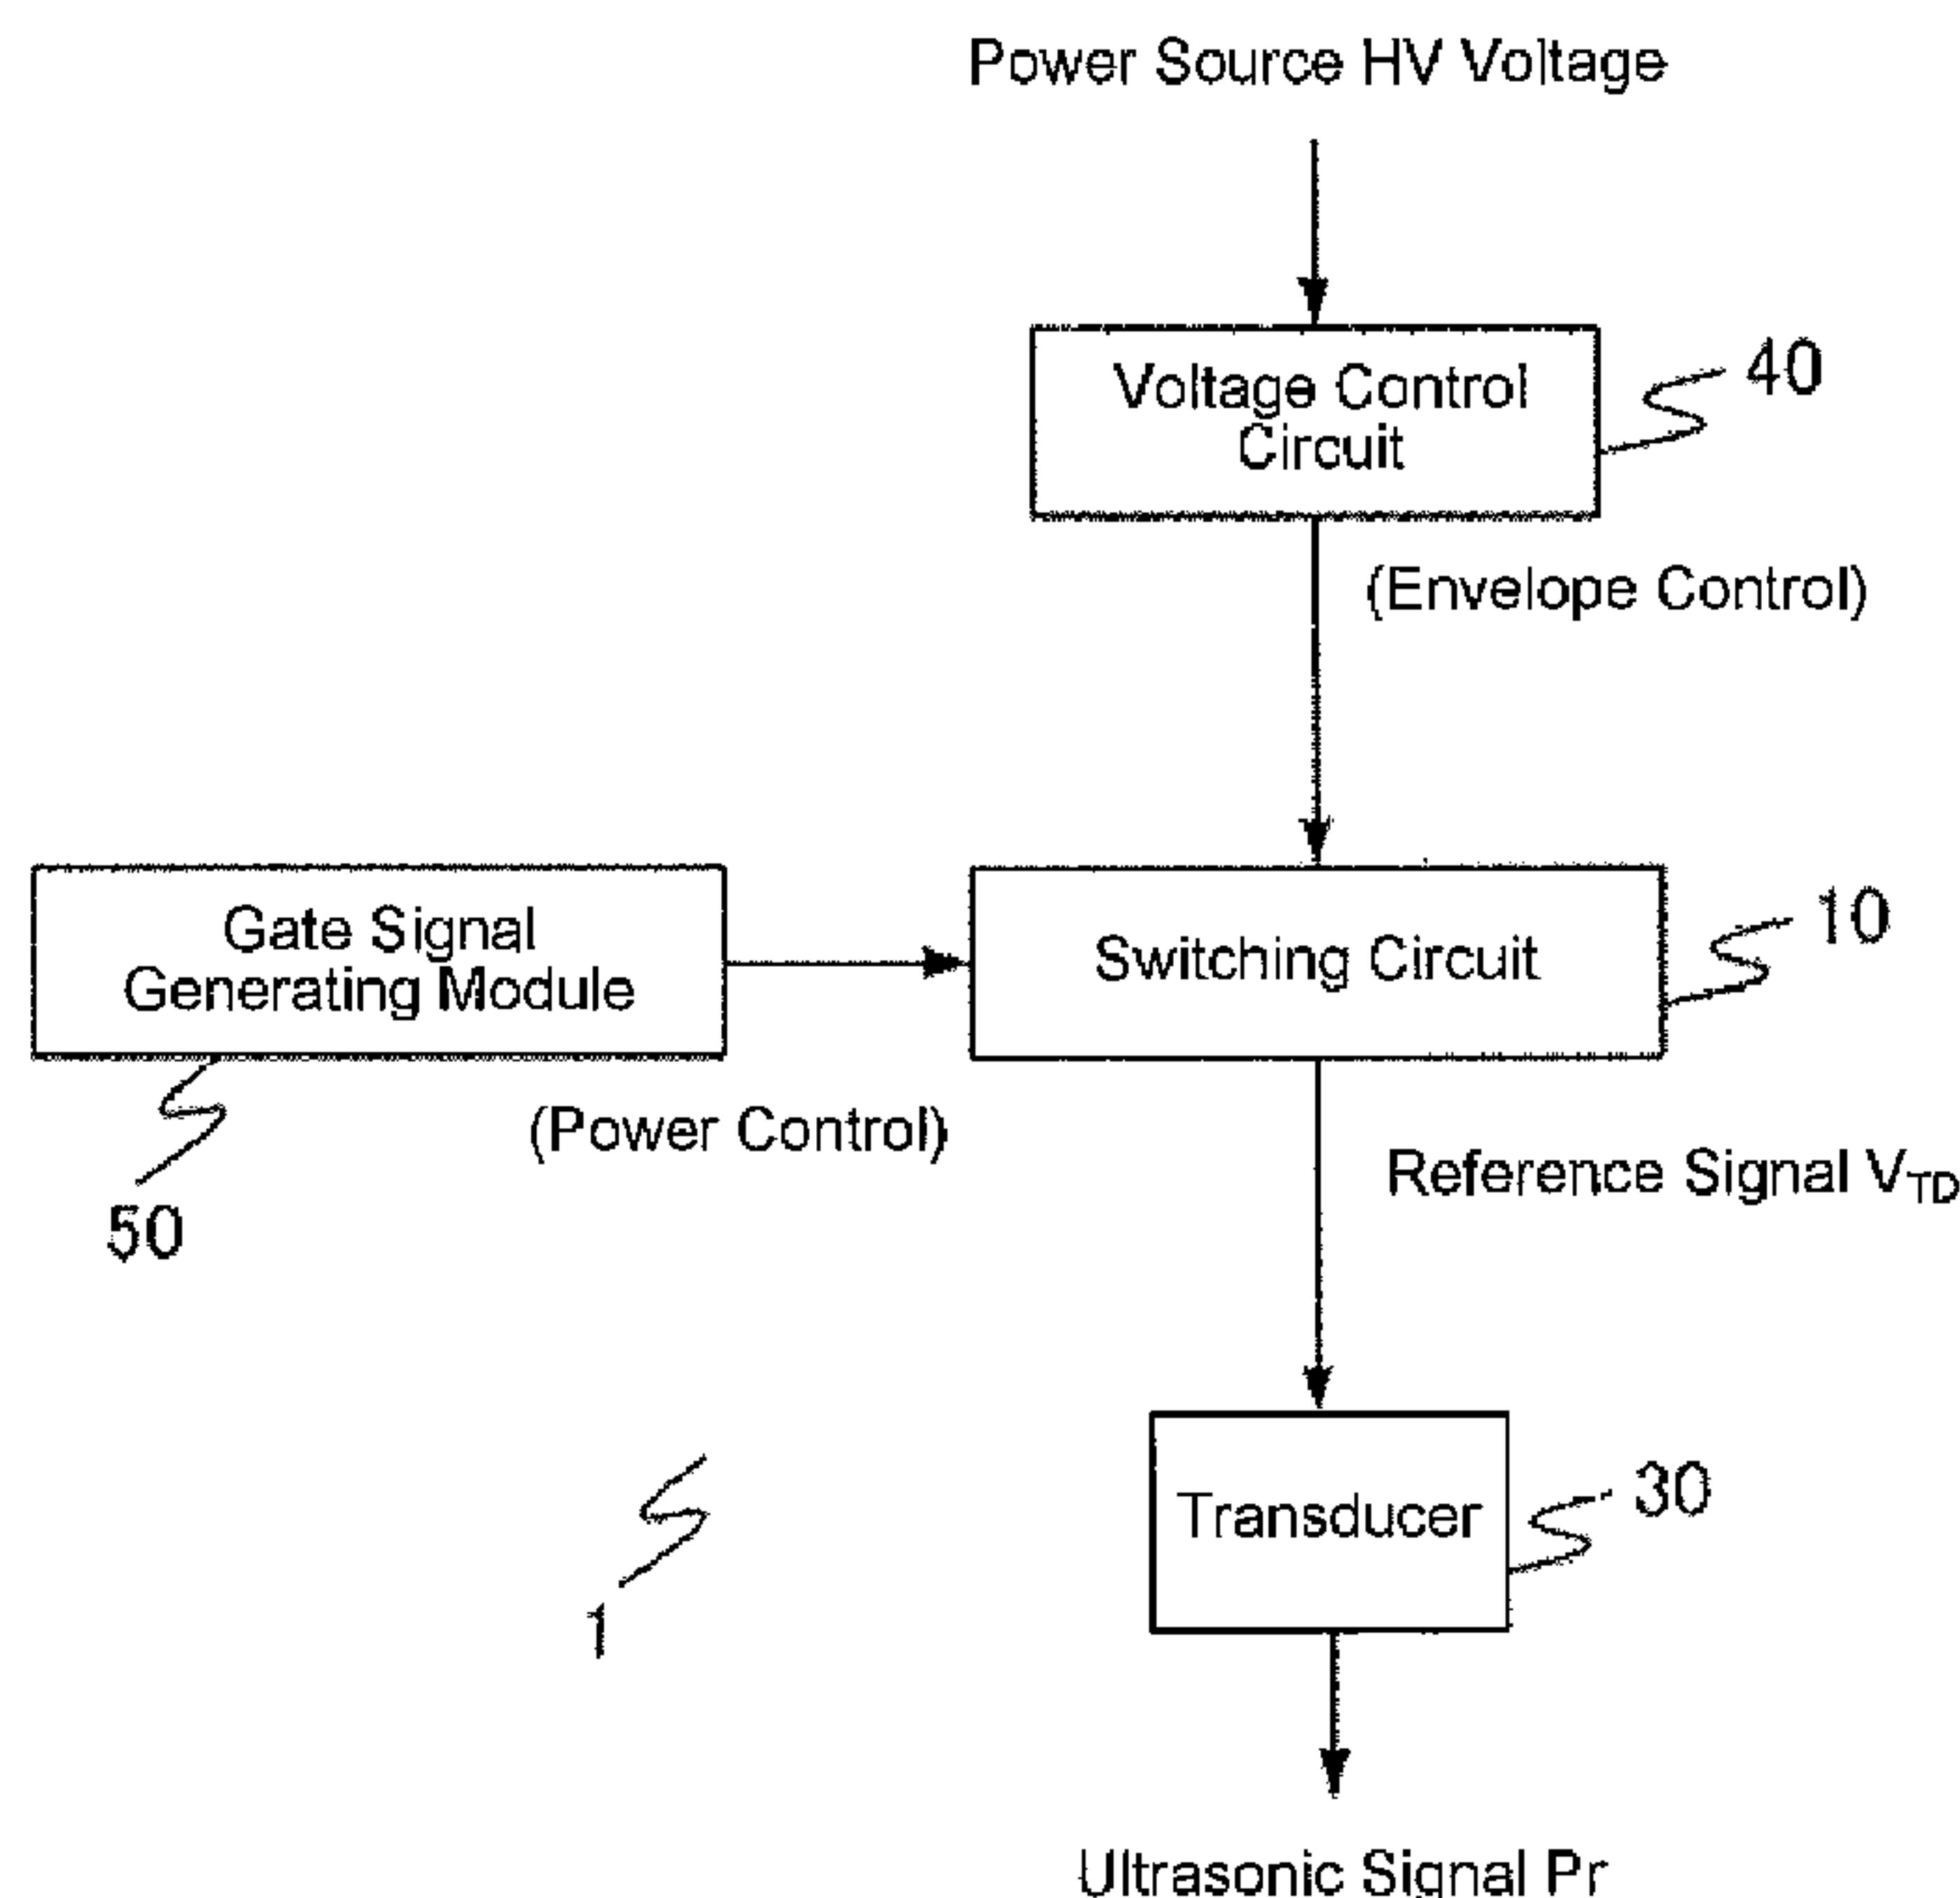 Power Source HV Voltage
Voltage Control
Circuit
40
(Envelope Control)
Gate Signal
Generating Module
Switching Circuit
10
(Power Control)
50
Reference Signal VTD
Transducer
30
1
Ultrasonic Signal Pr